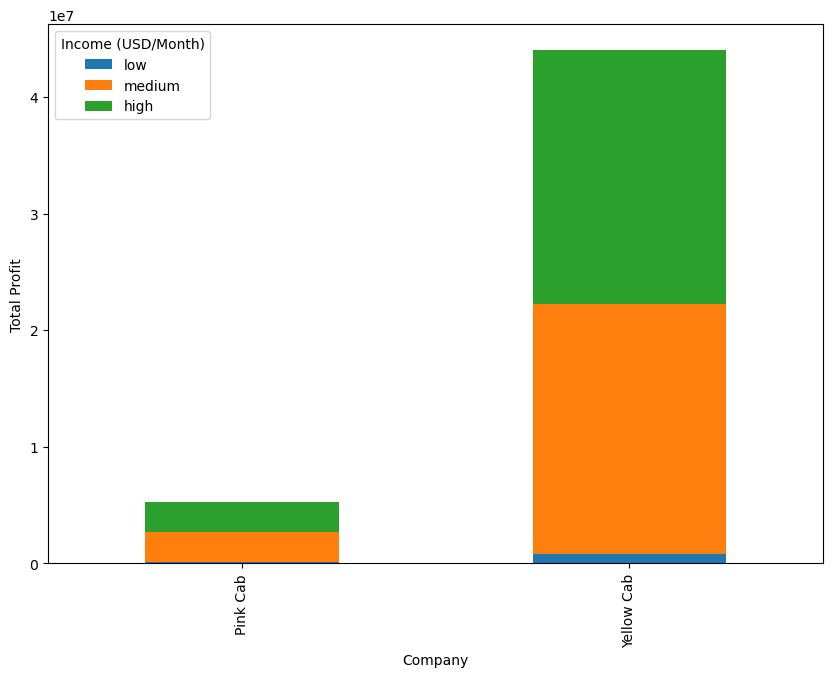 1e7
Income (USD/Month)
low
medium
high
4
3
2
1
0
Total Profit
Pink Cab
Yellow Cab
Company